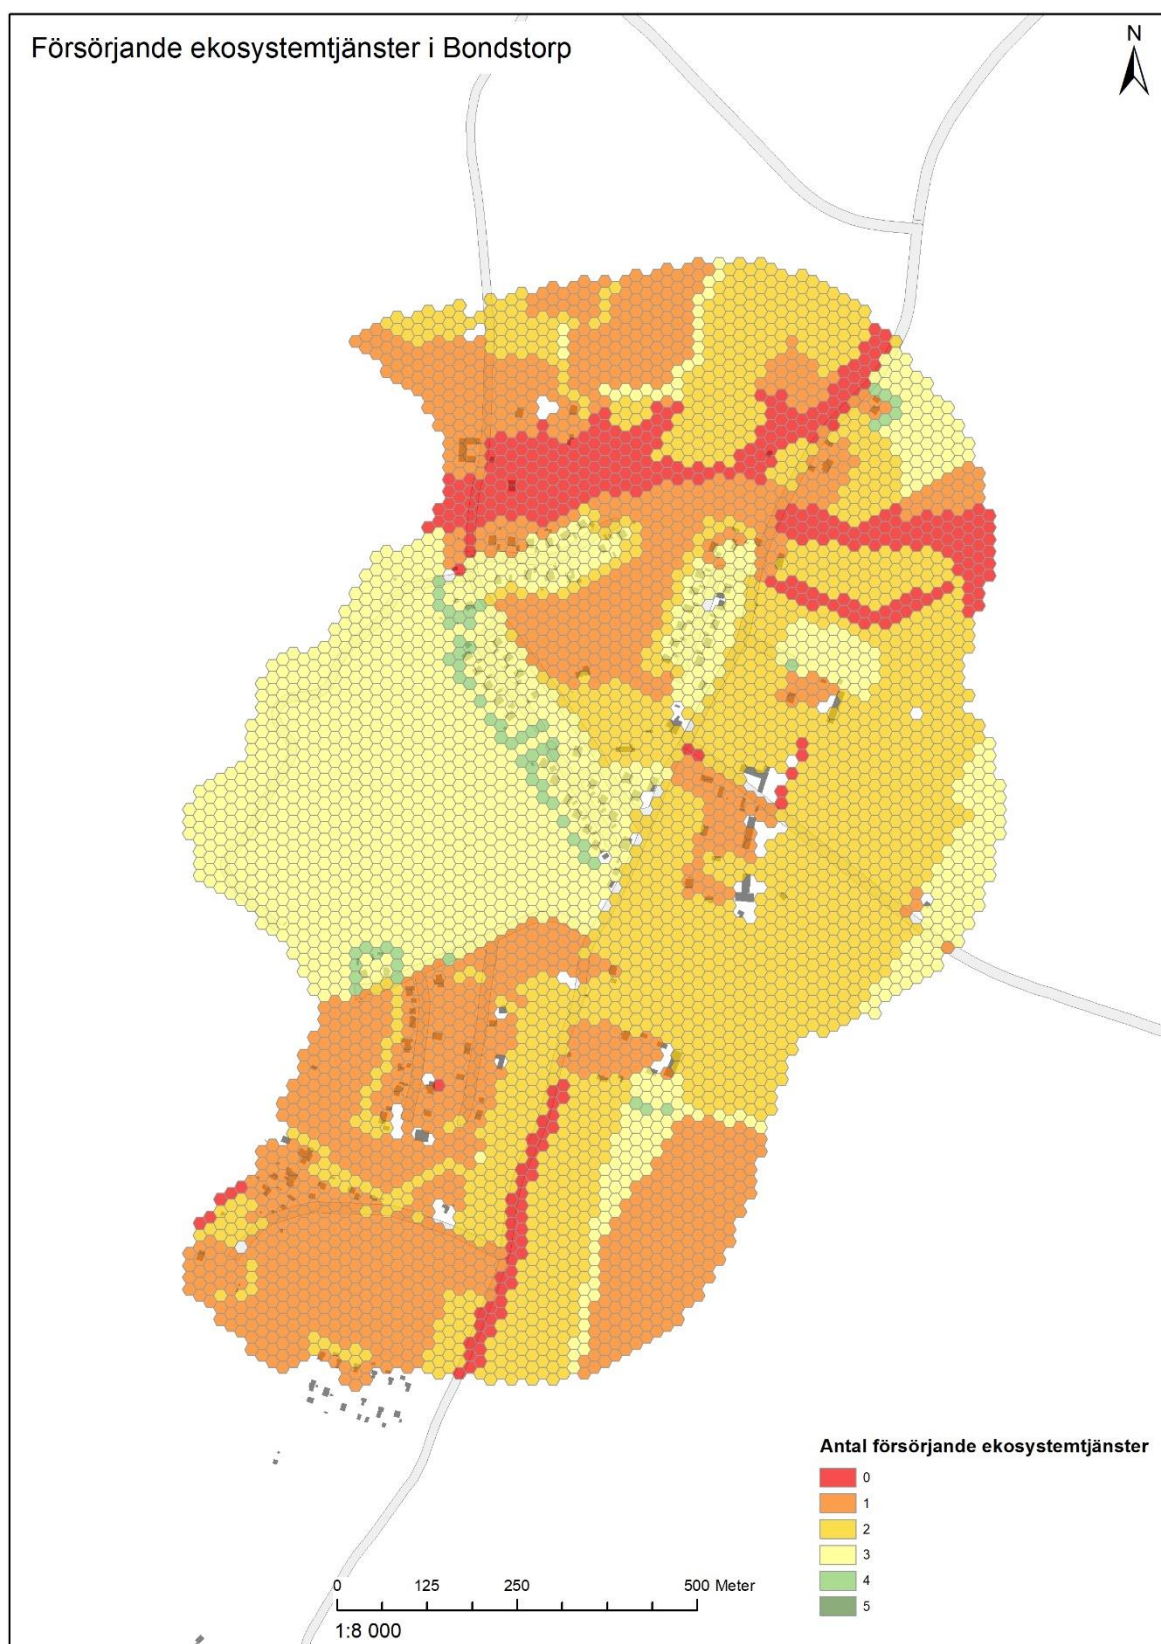 Försörjande ekosystemtjänster i Bondstorp
N
Antal försörjande ekosystemtjänster
0
1
2
3
4
5
0 125 250 500 Meter
1:8 000